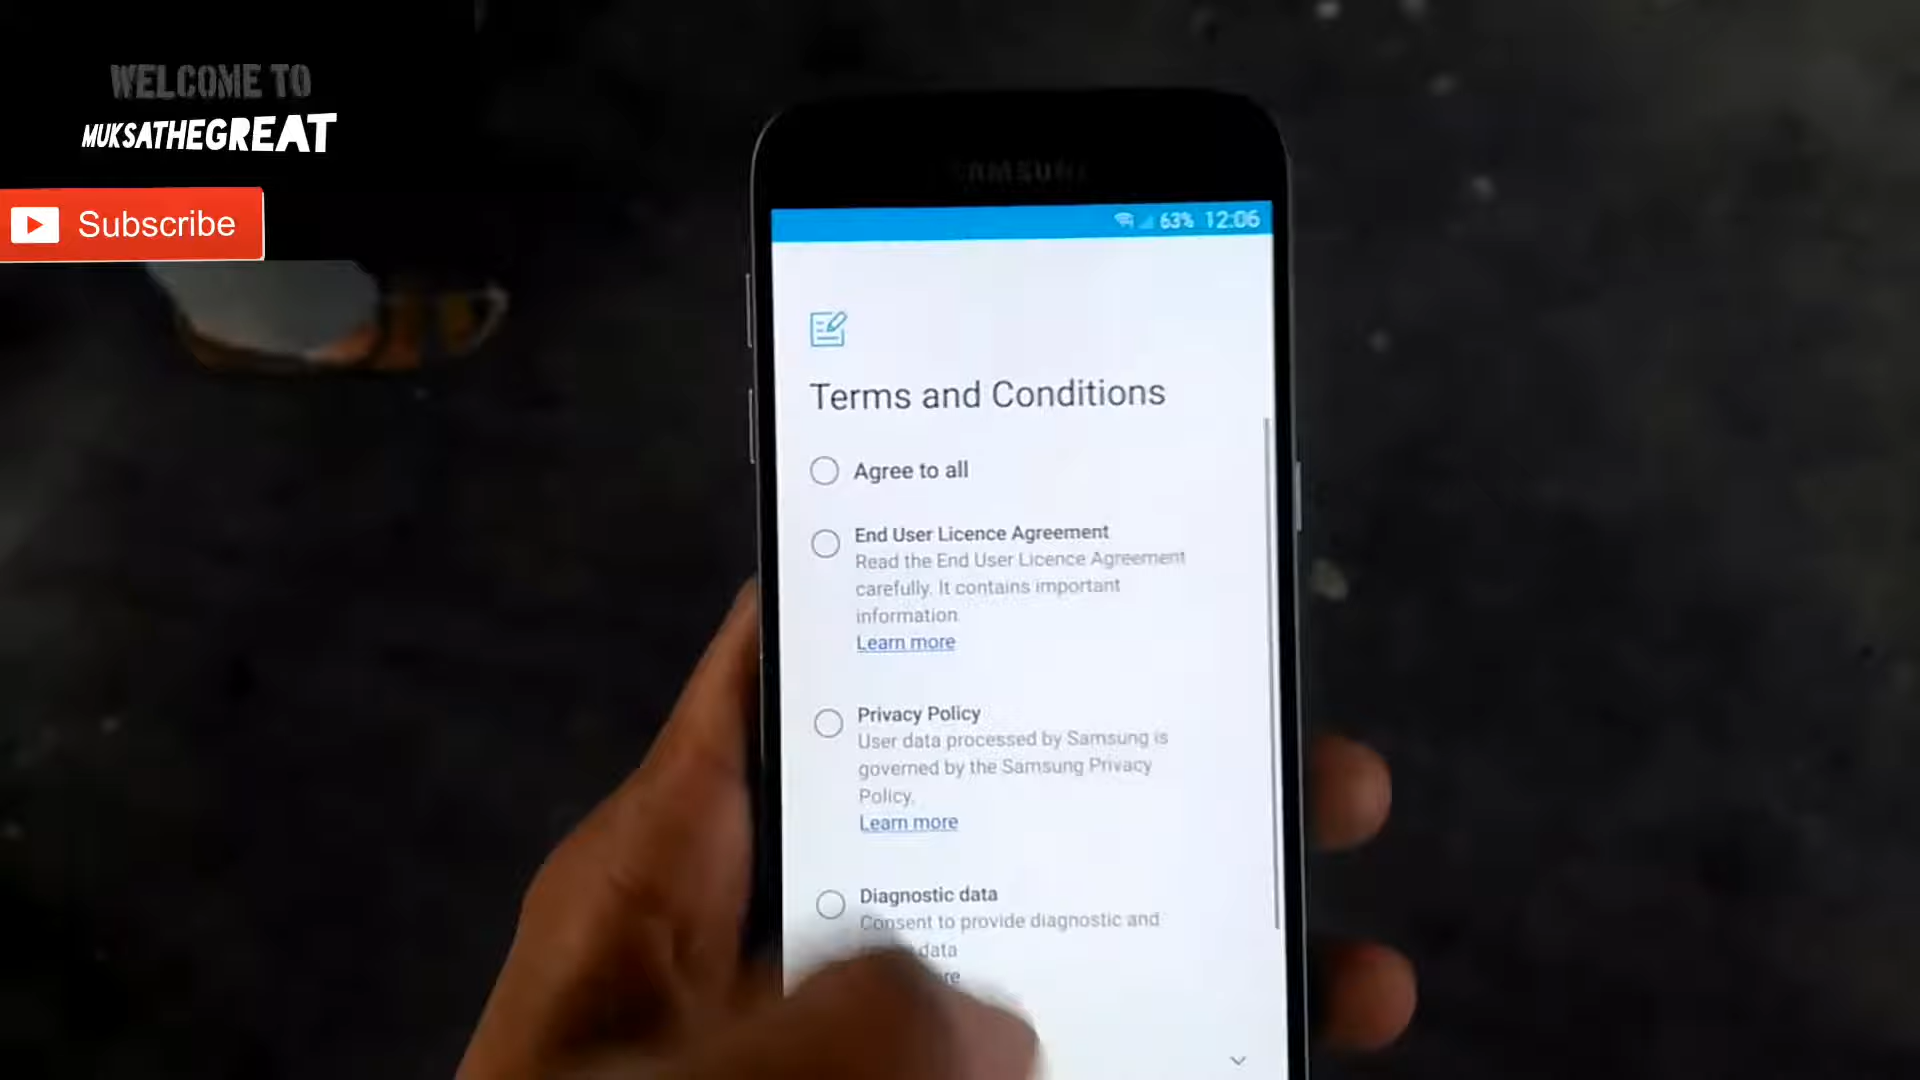 WELCOME TO
MUKSATHEGREAT
Subscribe
SAMSUNG
63% 12:06
Terms and Conditions
Agree to all
End User Licence Agreement
Read the End User Licence Agreement
carefully. It contains important
information.
Learn more
Privacy Policy
User data processed by Samsung is
governed by the Samsung Privacy
Policy.
Learn more
Diagnostic data
Consent to provide diagnostic and
data